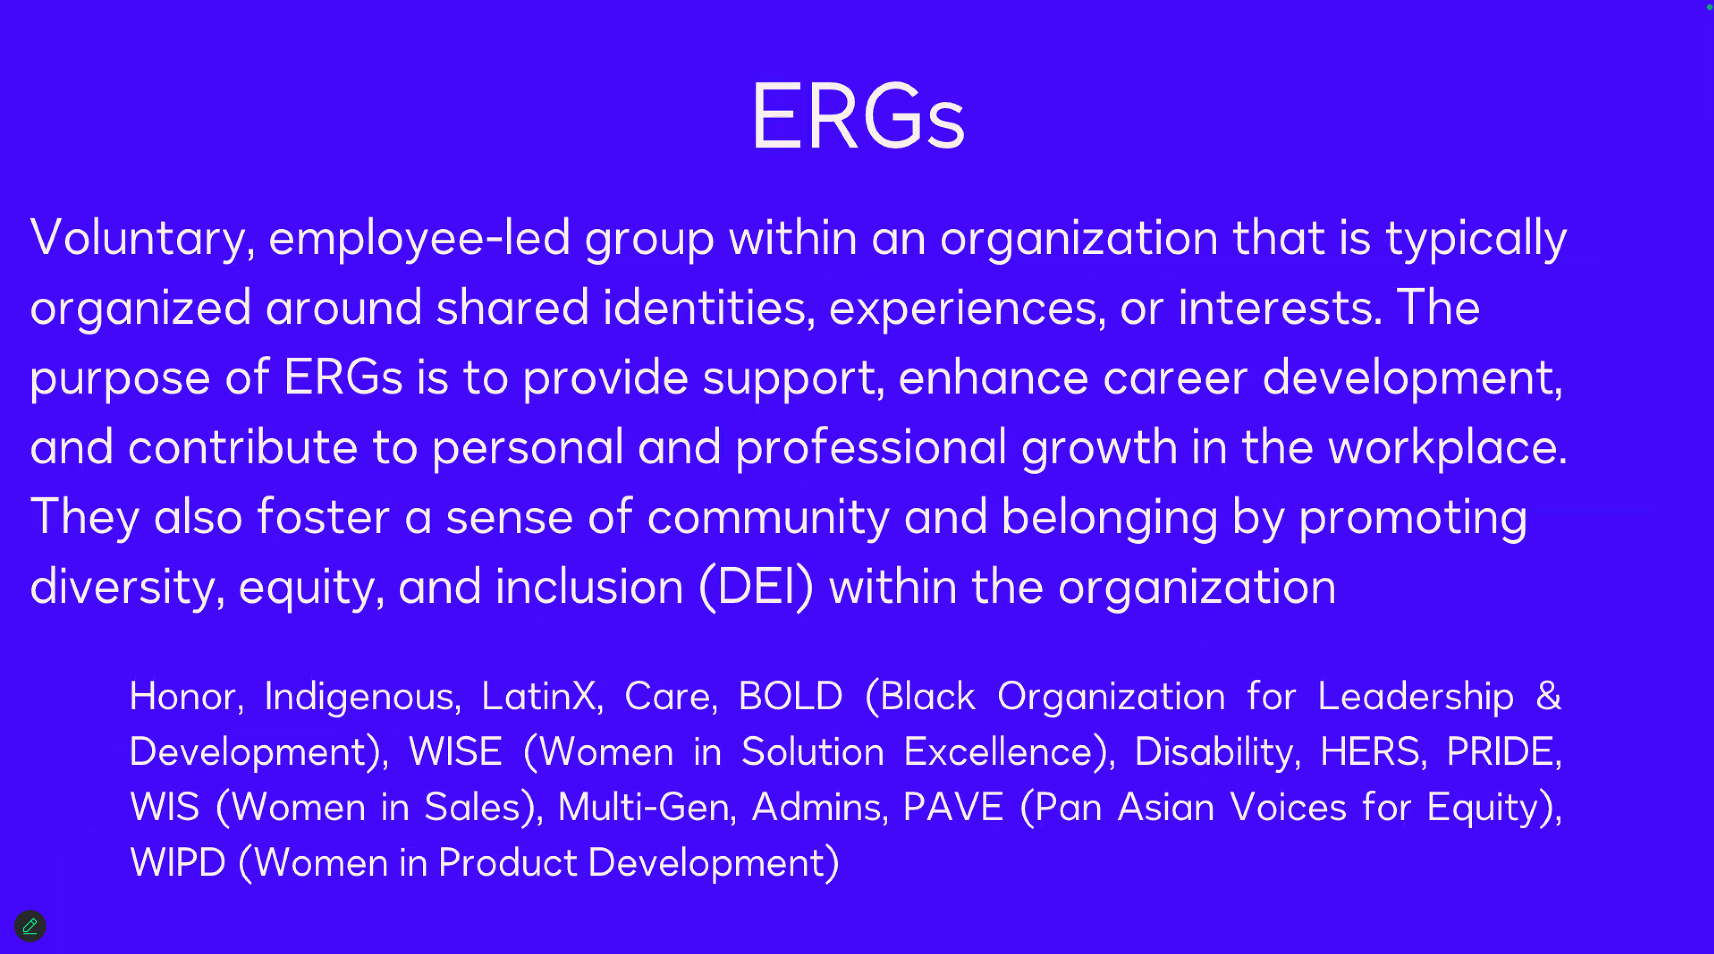 ERGs
Voluntary, employee-led group within an organization that is typically
organized around shared identities, experiences, or interests. The
purpose of ERGs is to provide support, enhance career development,
and contribute to personal and professional growth in the workplace.
They also foster a sense of community and belonging by promoting
diversity, equity, and inclusion (DEI) within the organization
Honor, Indigenous, LatinX, Care, BOLD (Black Organization for Leadership &
Development), WISE (Women in Solution Excellence), Disability, HERS, PRIDE,
WIS (Women in Sales), Multi-Gen, Admins, PAVE (Pan Asian Voices for Equity),
WIPD (Women in Product Development)